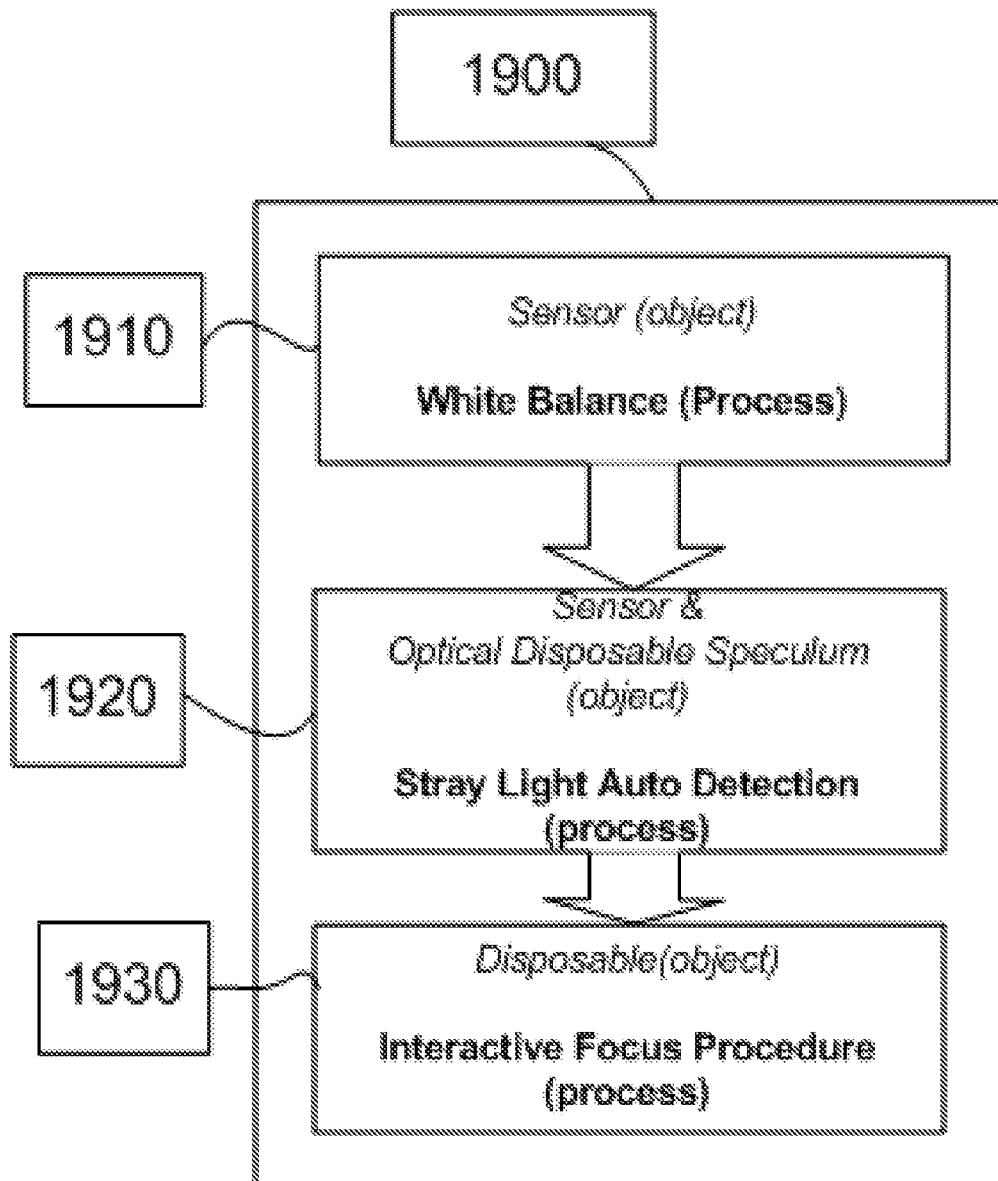 1900
1910
Sensor (object)
White Balance (Process)
1920
Sensor &
Optical Disposable Speculum
(object)
Stray Light Auto Detection
(process)
1930
Disposable(object)
Interactive Focus Procedure
(process)